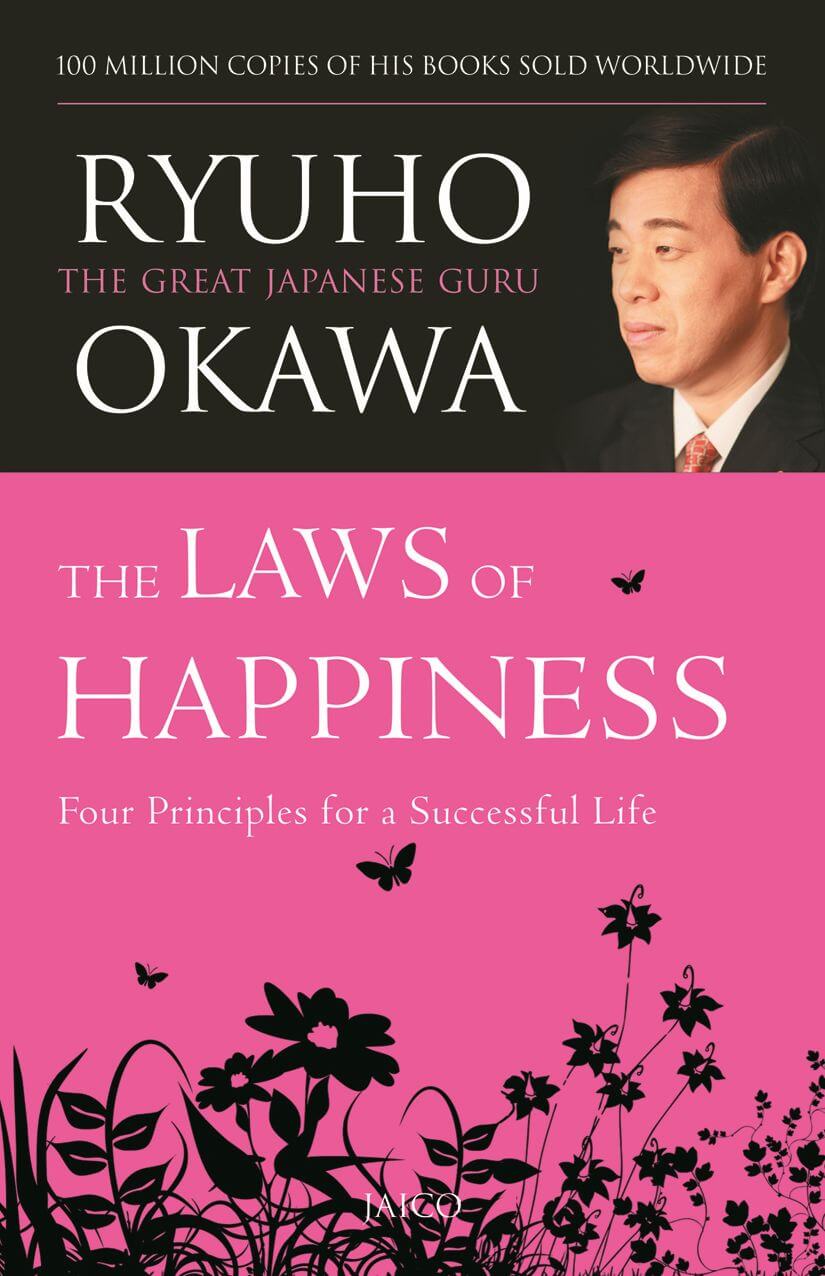 100 MILLION COPIES OF HIS BOOKS SOLD WORLDWIDE
RYUHO
THE GREAT JAPANESE GURU
OKAWA
THE LAWS OF
HAPPINESS
Four Principles for a Successful Life
JAICO